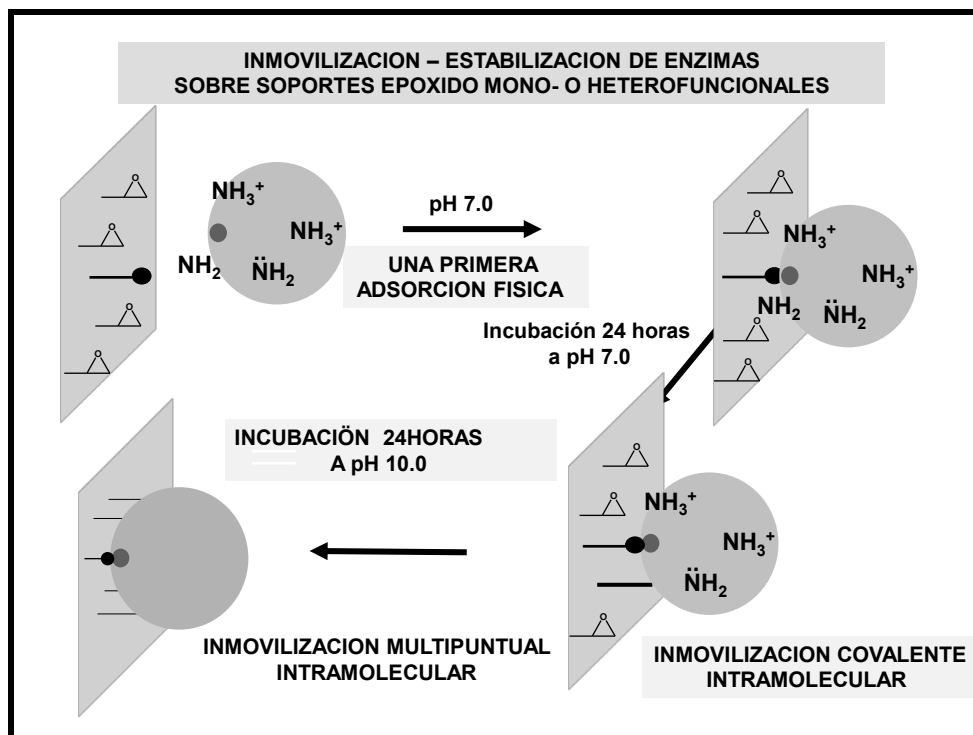 INMOVILIZACION – ESTABILIZACION DE ENZIMAS
SOBRE SOPORTES EPOXIDO MONO- O HETEROFUNCIONALES
O
O
O
O
NH3+
NH3+
NH2
N̈H2
pH 7.0
UNA PRIMERA
ADSORCION FISICA
O
O
O
O
NH3+
NH3+
NH2
N̈H2
Incubación 24 horas
a pH 7.0
INCUBACIÖN 24HORAS
A pH 10.0
O
O
O
NH3+
NH3+
N̈H2
INMOVILIZACION MULTIPUNTUAL
INTRAMOLECULAR
INMOVILIZACION COVALENTE
INTRAMOLECULAR